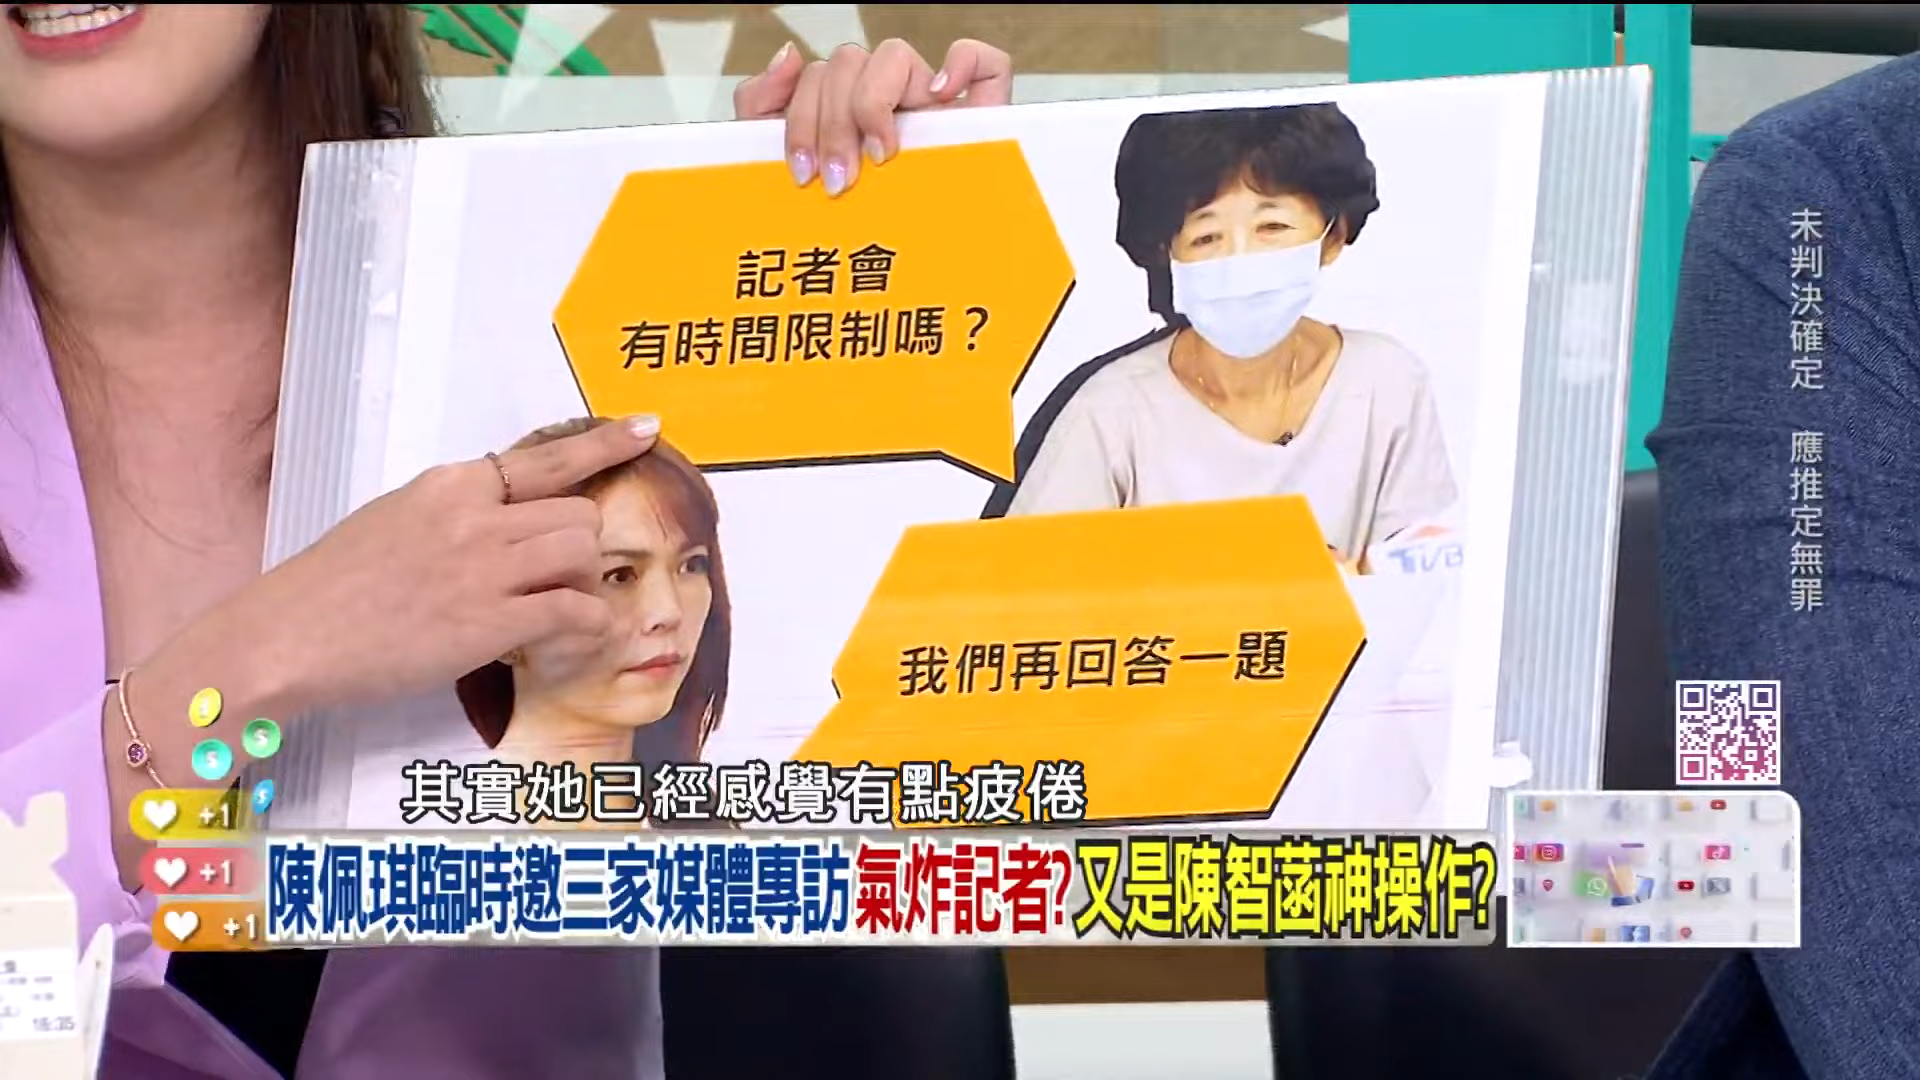 記者會
有時間限制嗎？
我們再回答一題
未判決確定 應推定無罪
其實她已經感覺有點疲倦
陳佩琪臨時邀三家媒體專訪 氣炸記者? 又是陳智菡神操作?
+1
+1
+1
16:35